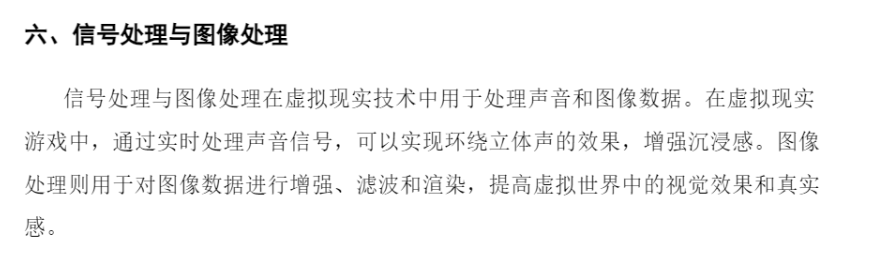 六、信号处理与图像处理
信号处理与图像处理在虚拟现实技术中用于处理声音和图像数据。在虚拟现实
游戏中，通过实时处理声音信号，可以实现环绕立体声的效果，增强沉浸感。图像
处理则用于对图像数据进行增强、滤波和渲染，提高虚拟世界中的视觉效果和真实
感。